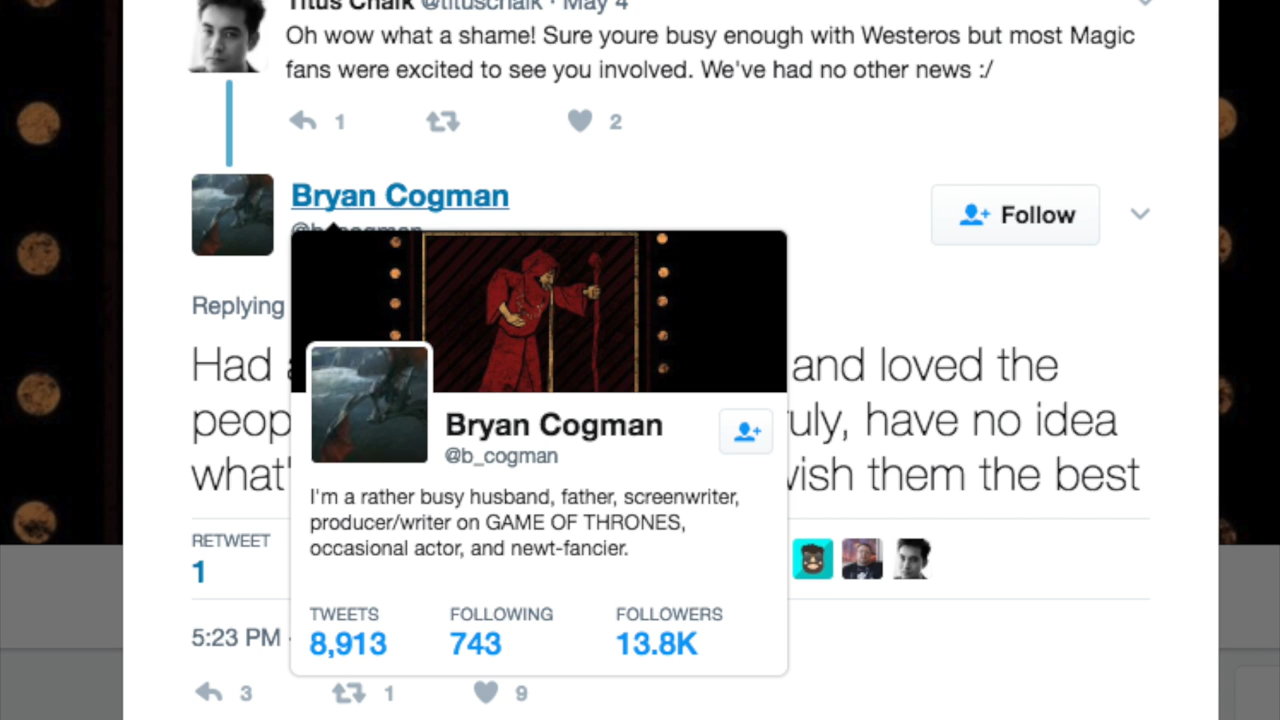 Titus Chalk @tituschalk · May 4
Oh wow what a shame! Sure youre busy enough with Westeros but most Magic
fans were excited to see you involved. We've had no other news :/
1
2
Bryan Cogman
Follow
Replying
Had
and loved the
have no idea
wish them the best
Bryan Cogman
@b_cogman
I'm a rather busy husband, father, screenwriter,
producer/writer on GAME OF THRONES,
occasional actor, and newt-fancier.
RETWEET
1
TWEETS
FOLLOWING
FOLLOWERS
8,913
743
13.8K
5:23 PM
3
1
9